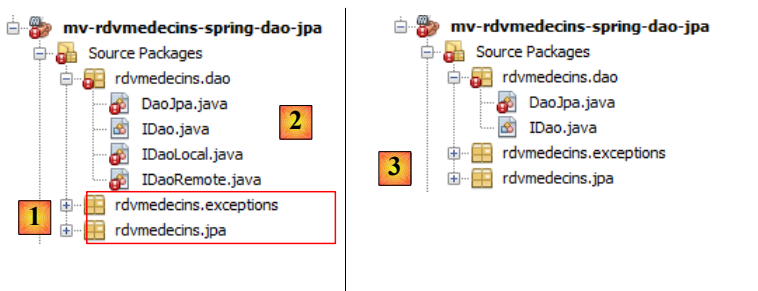 mv-rdvmedecins-spring-dao-jpa
Source Packages
rdvmedecins.dao
DaoJpa.java
IDao.java
IDaoLocal.java
IDaoRemote.java
rdvmedecins.exceptions
rdvmedecins.jpa
1
2
mv-rdvmedecins-spring-dao-jpa
Source Packages
rdvmedecins.dao
DaoJpa.java
IDao.java
rdvmedecins.exceptions
rdvmedecins.jpa
3